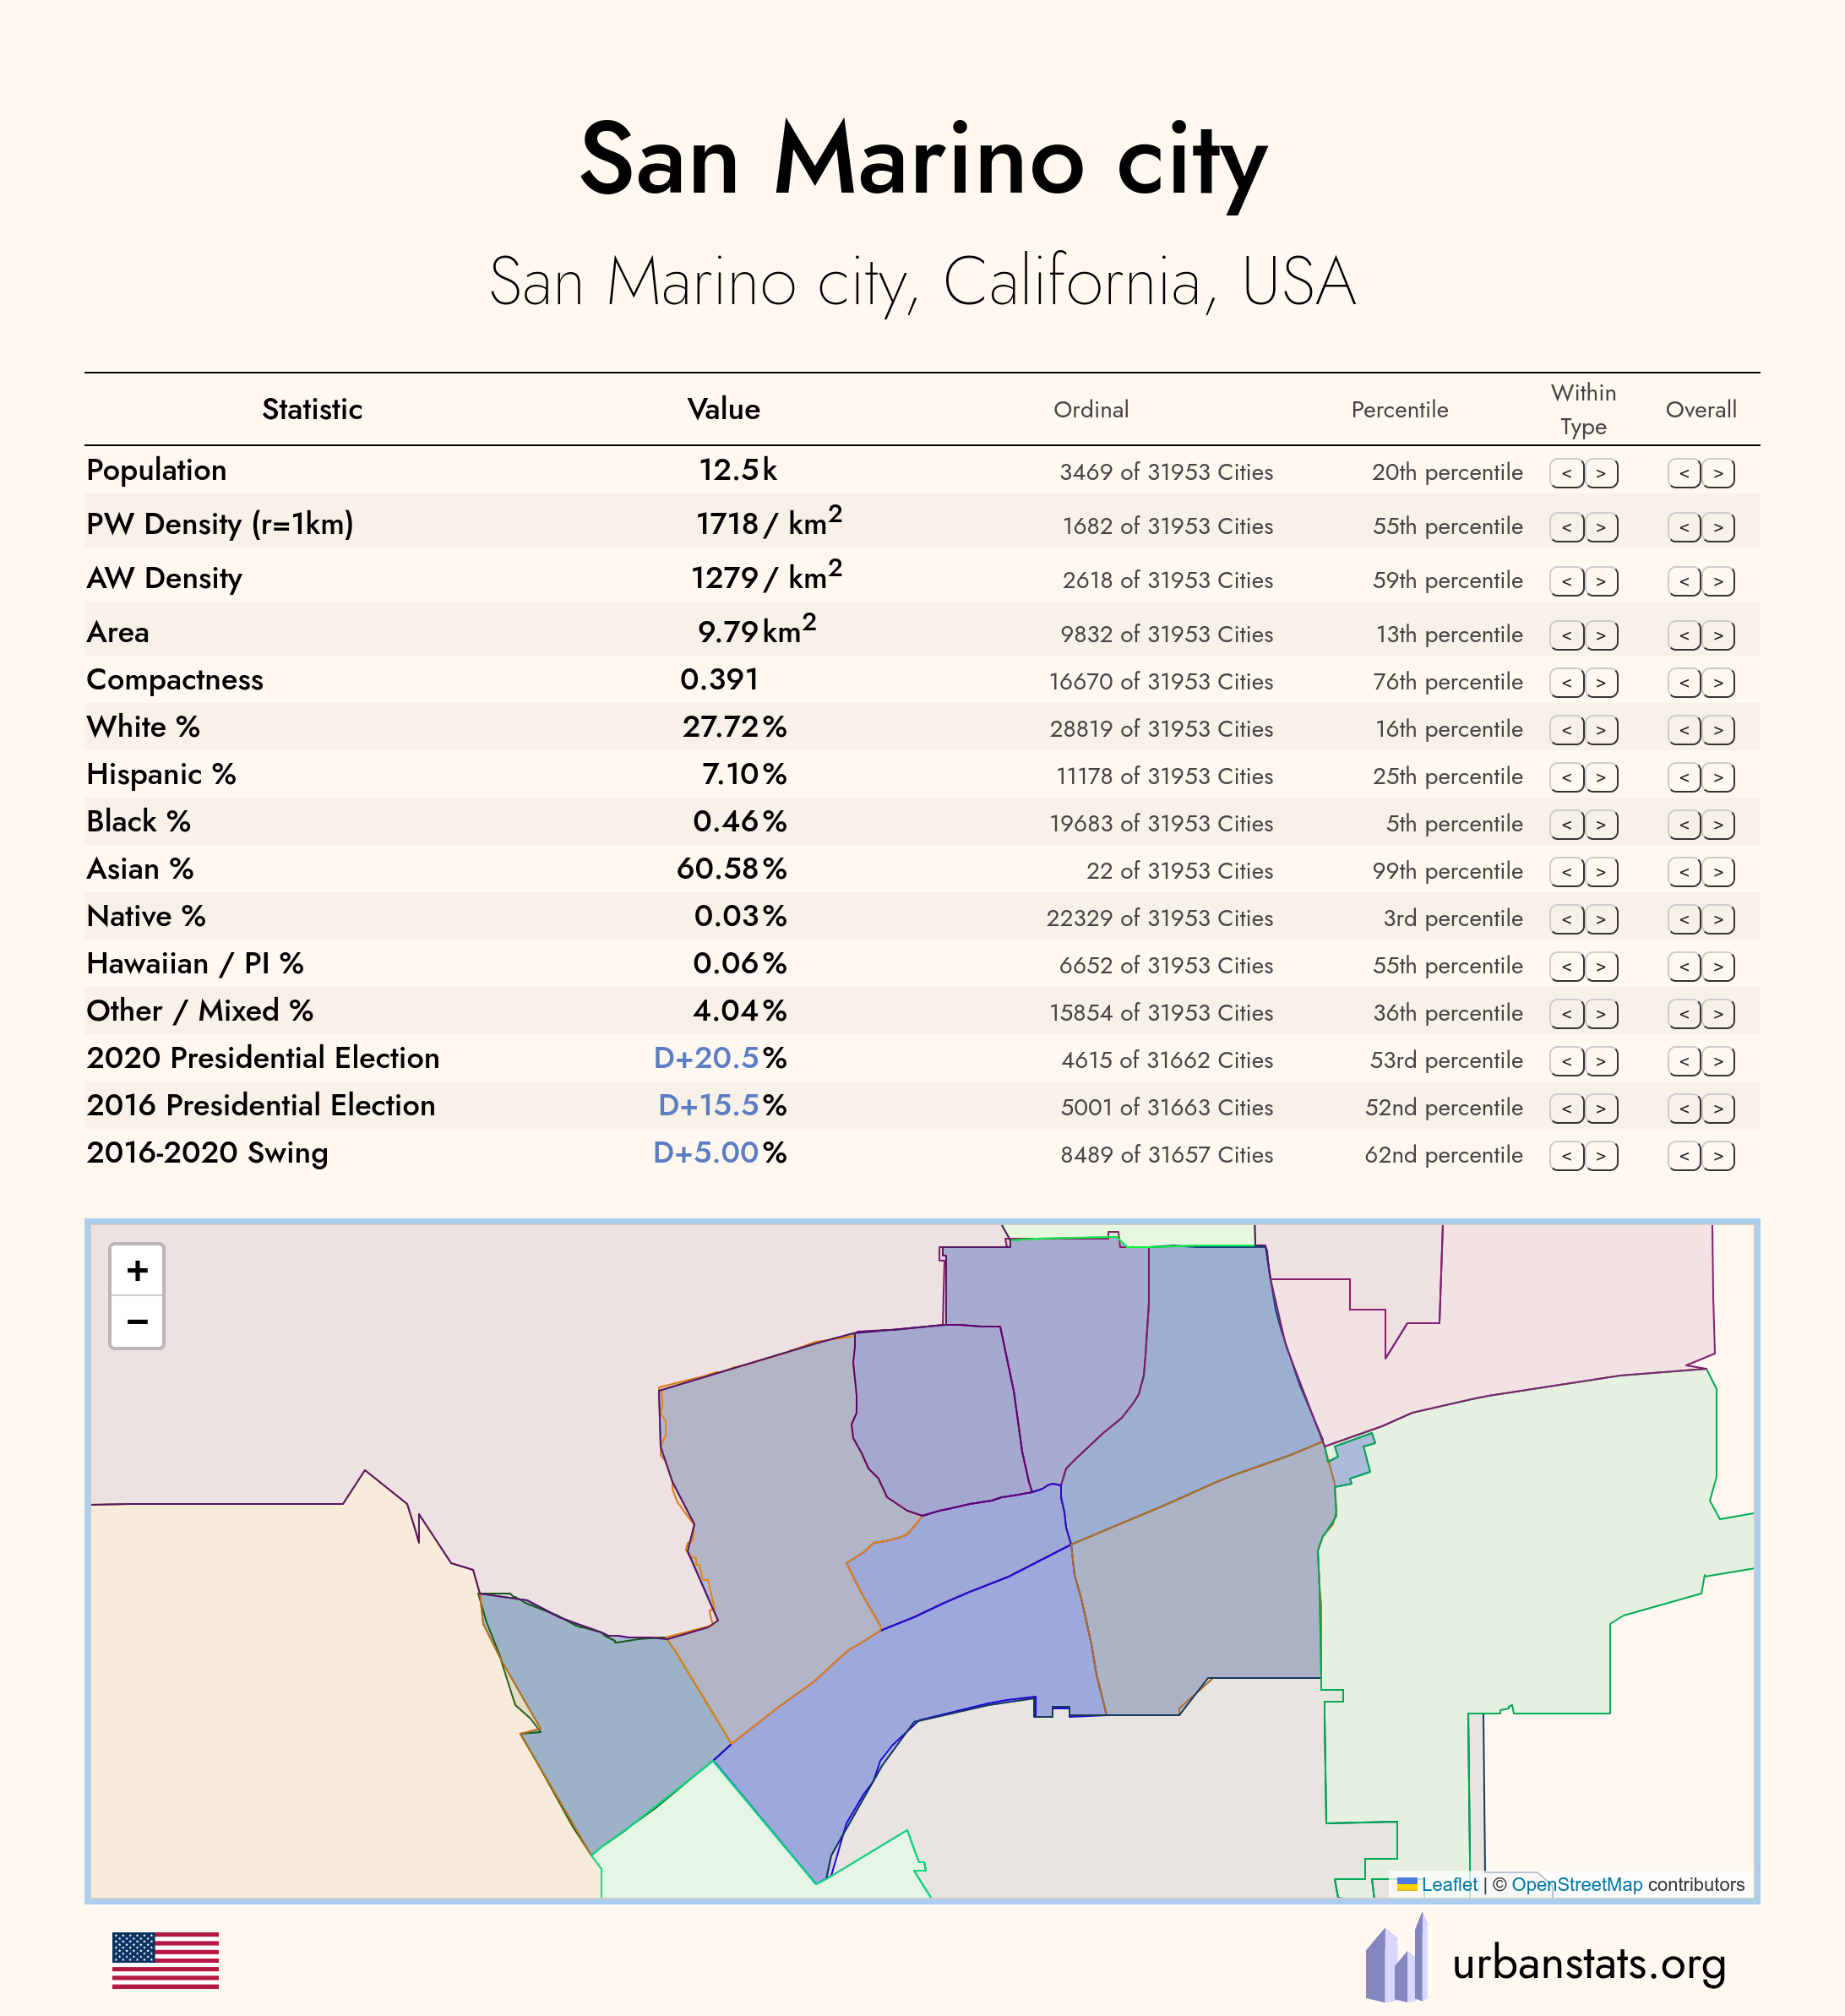 San Marino city
San Marino city, California, USA
Statistic Value Ordinal Percentile Within Type Overall
Population 12.5k 3469 of 31953 Cities 20th percentile < > < >
PW Density (r=1km) 1718/ km² 1682 of 31953 Cities 55th percentile < > < >
AW Density 1279/ km² 2618 of 31953 Cities 59th percentile < > < >
Area 9.79km² 9832 of 31953 Cities 13th percentile < > < >
Compactness 0.391 16670 of 31953 Cities 76th percentile < > < >
White % 27.72% 28819 of 31953 Cities 16th percentile < > < >
Hispanic % 7.10% 11178 of 31953 Cities 25th percentile < > < >
Black % 0.46% 19683 of 31953 Cities 5th percentile < > < >
Asian % 60.58% 22 of 31953 Cities 99th percentile < > < >
Native % 0.03% 22329 of 31953 Cities 3rd percentile < > < >
Hawaiian / PI % 0.06% 6652 of 31953 Cities 55th percentile < > < >
Other / Mixed % 4.04% 15854 of 31953 Cities 36th percentile < > < >
2020 Presidential Election D+20.5% 4615 of 31662 Cities 53rd percentile < > < >
2016 Presidential Election D+15.5% 5001 of 31663 Cities 52nd percentile < > < >
2016-2020 Swing D+5.00% 8489 of 31657 Cities 62nd percentile < > < >
+
−
Leaflet | © OpenStreetMap contributors
urbanstats.org